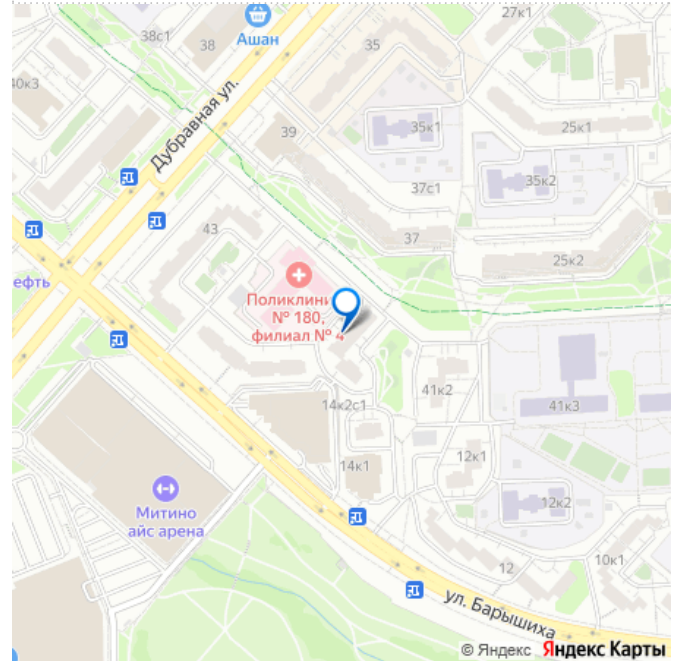 27к1
38с1
38
Ашан
35
40к3
Дубравная ул.
39
35к1
25к1
37с1
35к2
43
37
25к2
ефть
Поликлини
№ 180,
филиал № 4
41к2
41к3
14к2с1
14к1
12к1
Митино
айс арена
12к2
12
10к1
ул. Барышиха
© Яндекс Яндекс Карты